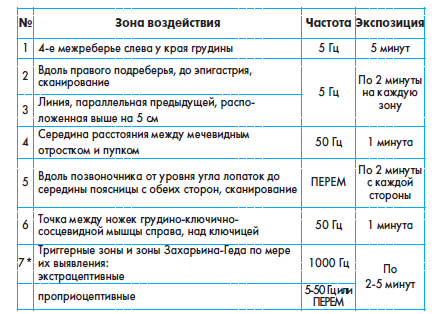 № Зона воздействия Частота Экспозиция
1 4-е межреберье слева у края грудины 5 Гц 5 минут
2 Вдоль правого подреберья, до эпигастрия,
сканирование
3 Линия, параллельная предыдущей, распо-
ложенная выше на 5 см
5 Гц
По 2 минуты
на каждую
зону
4 Середина расстояния между мечевидным
отростком и пупком
50 Гц 1 минута
5 Вдоль позвоночника от уровня угла лопаток до
середины поясницы с обеих сторон, сканирование
ПЕРЕМ
По 2 минуты
с каждой
стороны
6 Точка между ножек грудино-ключично-
сосцевидной мышцы справа, над ключицей
50 Гц 1 минута
7* Триггерные зоны и зоны Захарьина-Геда по мере
их выявления:
экстрацептивные
1000 Гц
проприоцептивные
5-50 Гц или
ПЕРЕМ
По
2-5 минут